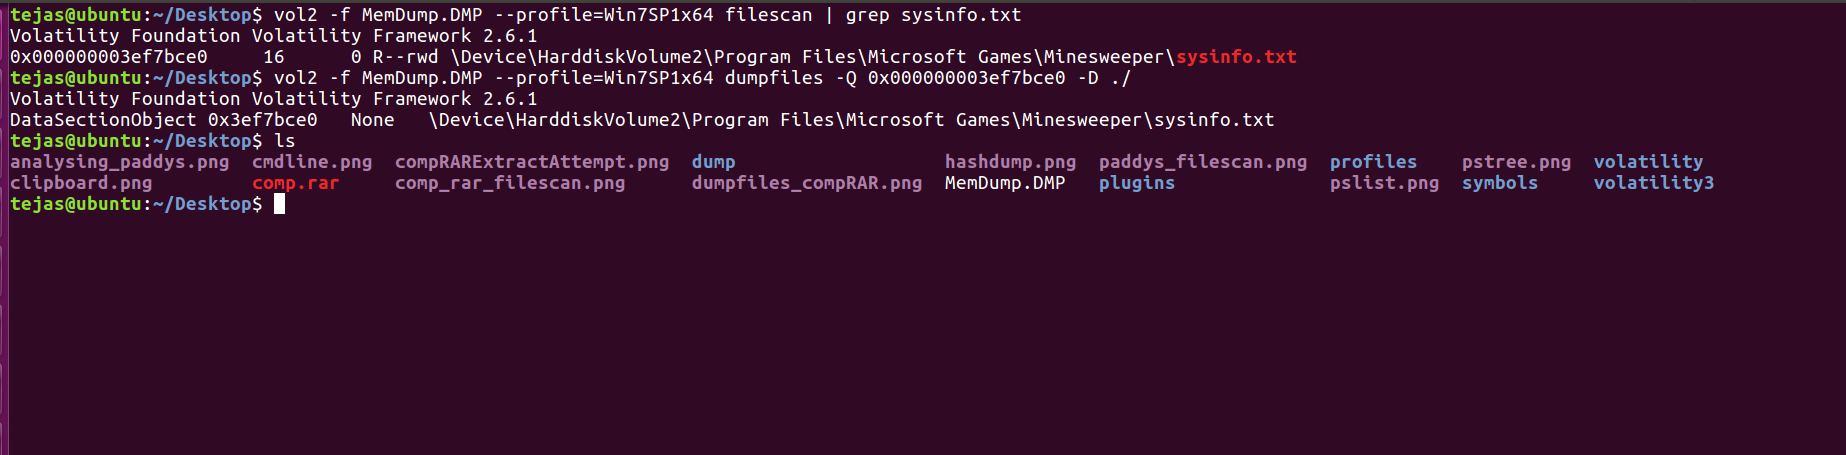 tejas@ubuntu:~/Desktop$ vol2 -f MemDump.DMP --profile=Win7SP1x64 filescan | grep sysinfo.txt
Volatility Foundation Volatility Framework 2.6.1
0x000000003ef7bce0     16      0 R--rwd \Device\HarddiskVolume2\Program Files\Microsoft Games\Minesweeper\sysinfo.txt
tejas@ubuntu:~/Desktop$ vol2 -f MemDump.DMP --profile=Win7SP1x64 dumpfiles -Q 0x000000003ef7bce0 -D ./
Volatility Foundation Volatility Framework 2.6.1
DataSectionObject 0x3ef7bce0   None   \Device\HarddiskVolume2\Program Files\Microsoft Games\Minesweeper\sysinfo.txt
tejas@ubuntu:~/Desktop$ ls
analysing_paddys.png  cmdline.png  compRARExtractAttempt.png  dump                   hashdump.png  paddys_filescan.png  profiles    pstree.png  volatility
clipboard.png         comp.rar     comp_rar_filescan.png      dumpfiles_compRAR.png  MemDump.DMP   plugins              pslist.png  symbols     volatility3
tejas@ubuntu:~/Desktop$